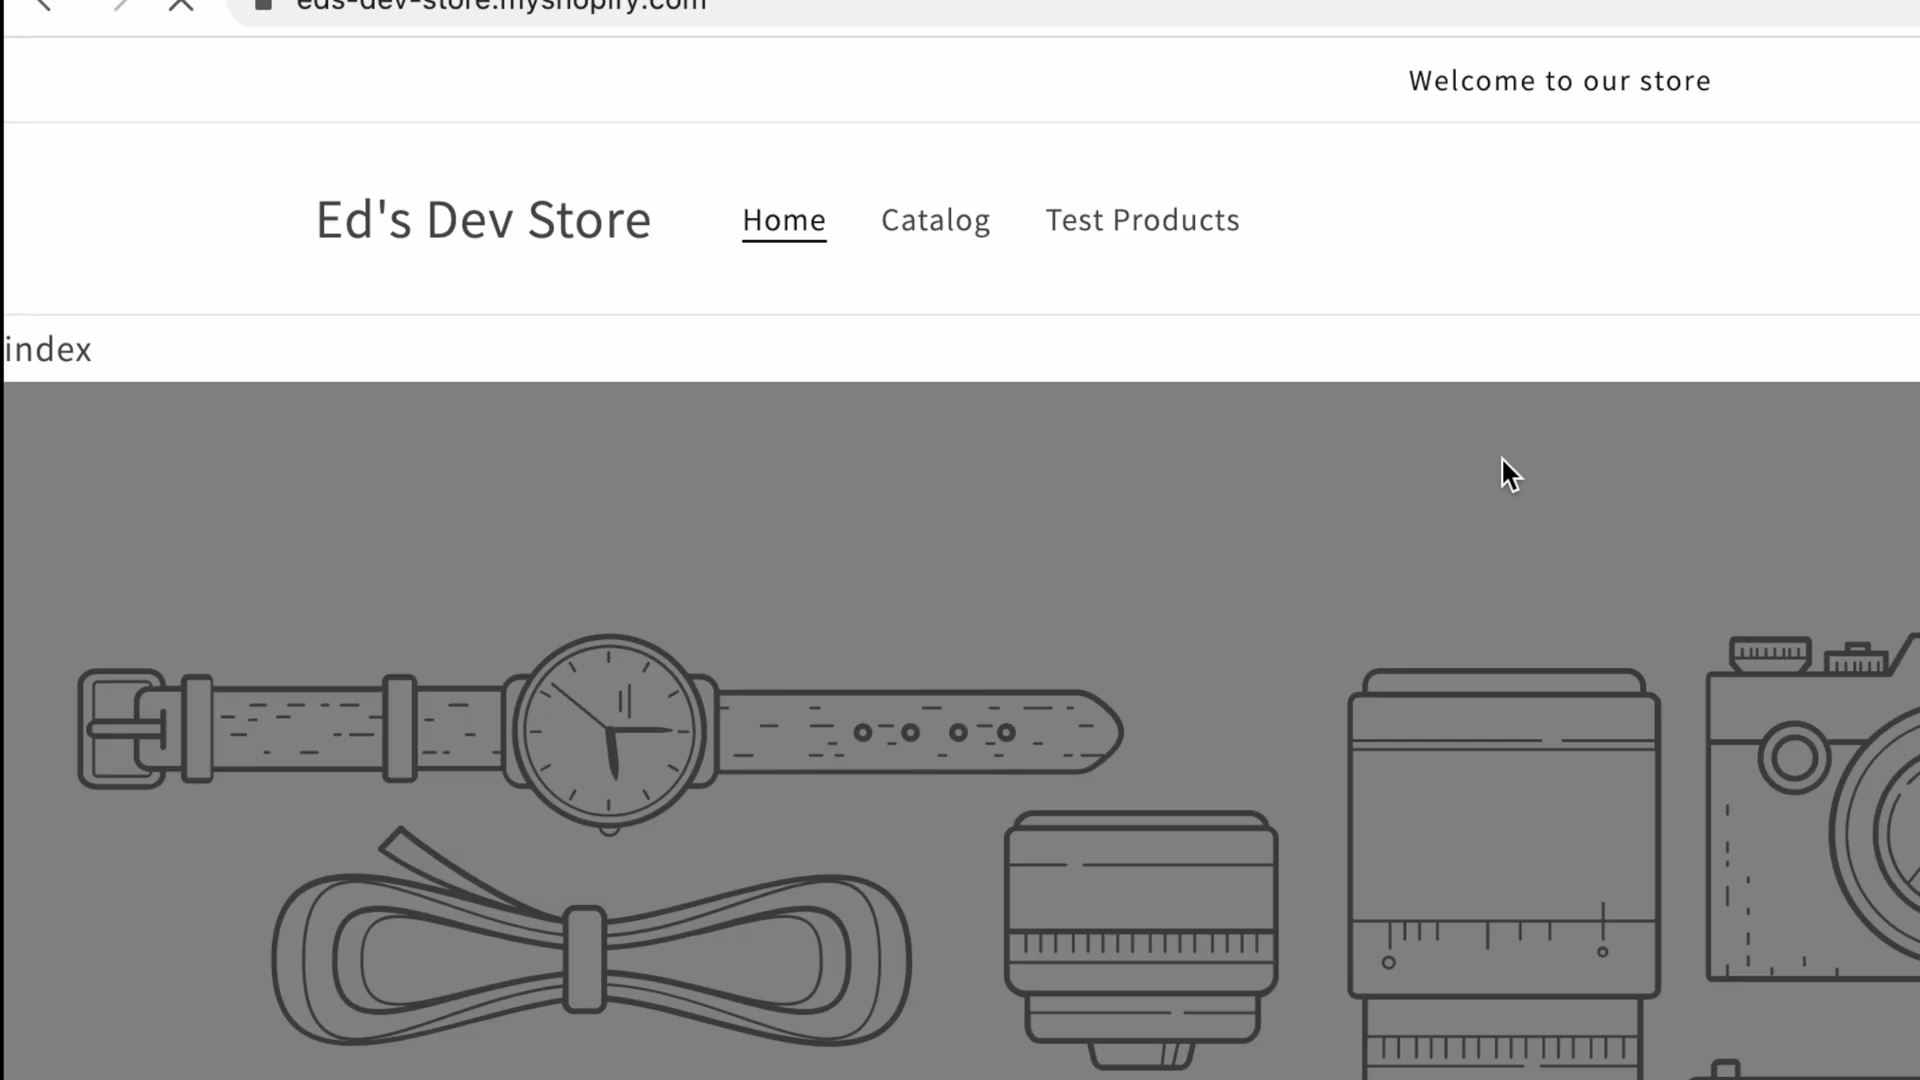 eds-dev-store.myshopify.com
Welcome to our store
Ed's Dev Store
Home
Catalog
Test Products
index